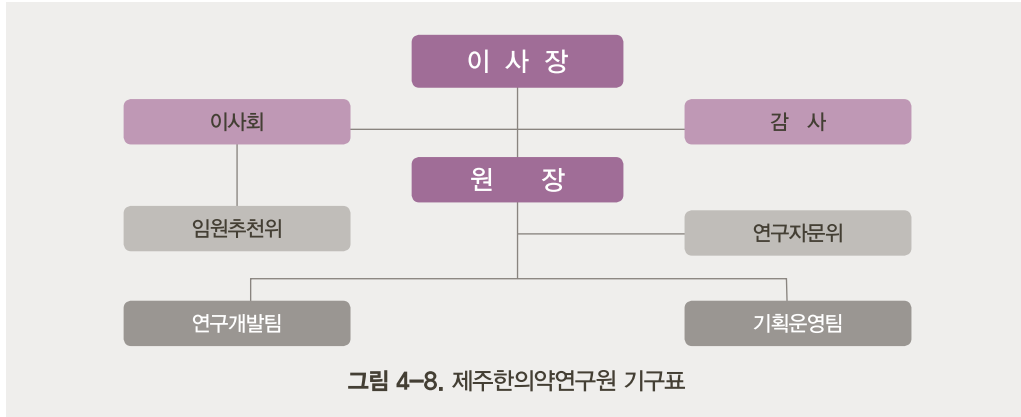 이 사 장
이사회
감 사
원 장
임원추천위
연구자문위
연구개발팀
기획운영팀
그림 4-8. 제주한의약연구원 기구표